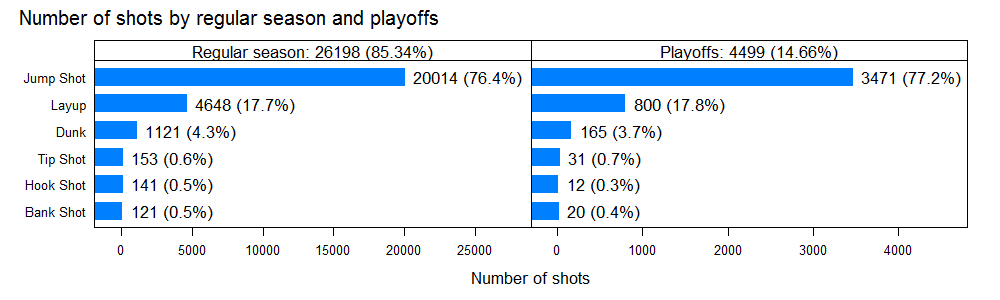 Number of shots by regular season and playoffs
Regular season: 26198 (85.34%) Playoffs: 4499 (14.66%)
Jump Shot 20014 (76.4%) 3471 (77.2%)
Layup 4648 (17.7%) 800 (17.8%)
Dunk 1121 (4.3%) 165 (3.7%)
Tip Shot 153 (0.6%) 31 (0.7%)
Hook Shot 141 (0.5%) 12 (0.3%)
Bank Shot 121 (0.5%) 20 (0.4%)
0 5000 10000 15000 20000 25000 0 1000 2000 3000 4000
Number of shots